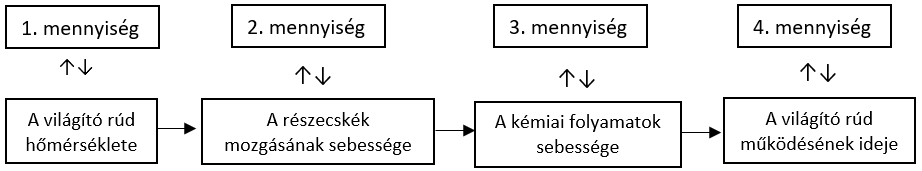 1. mennyiség
2. mennyiség
3. mennyiség
4. mennyiség
A világító rúd
hőmérséklete
A részecskék
mozgásának sebessége
A kémiai folyamatok
sebessége
A világító rúd
működésének ideje